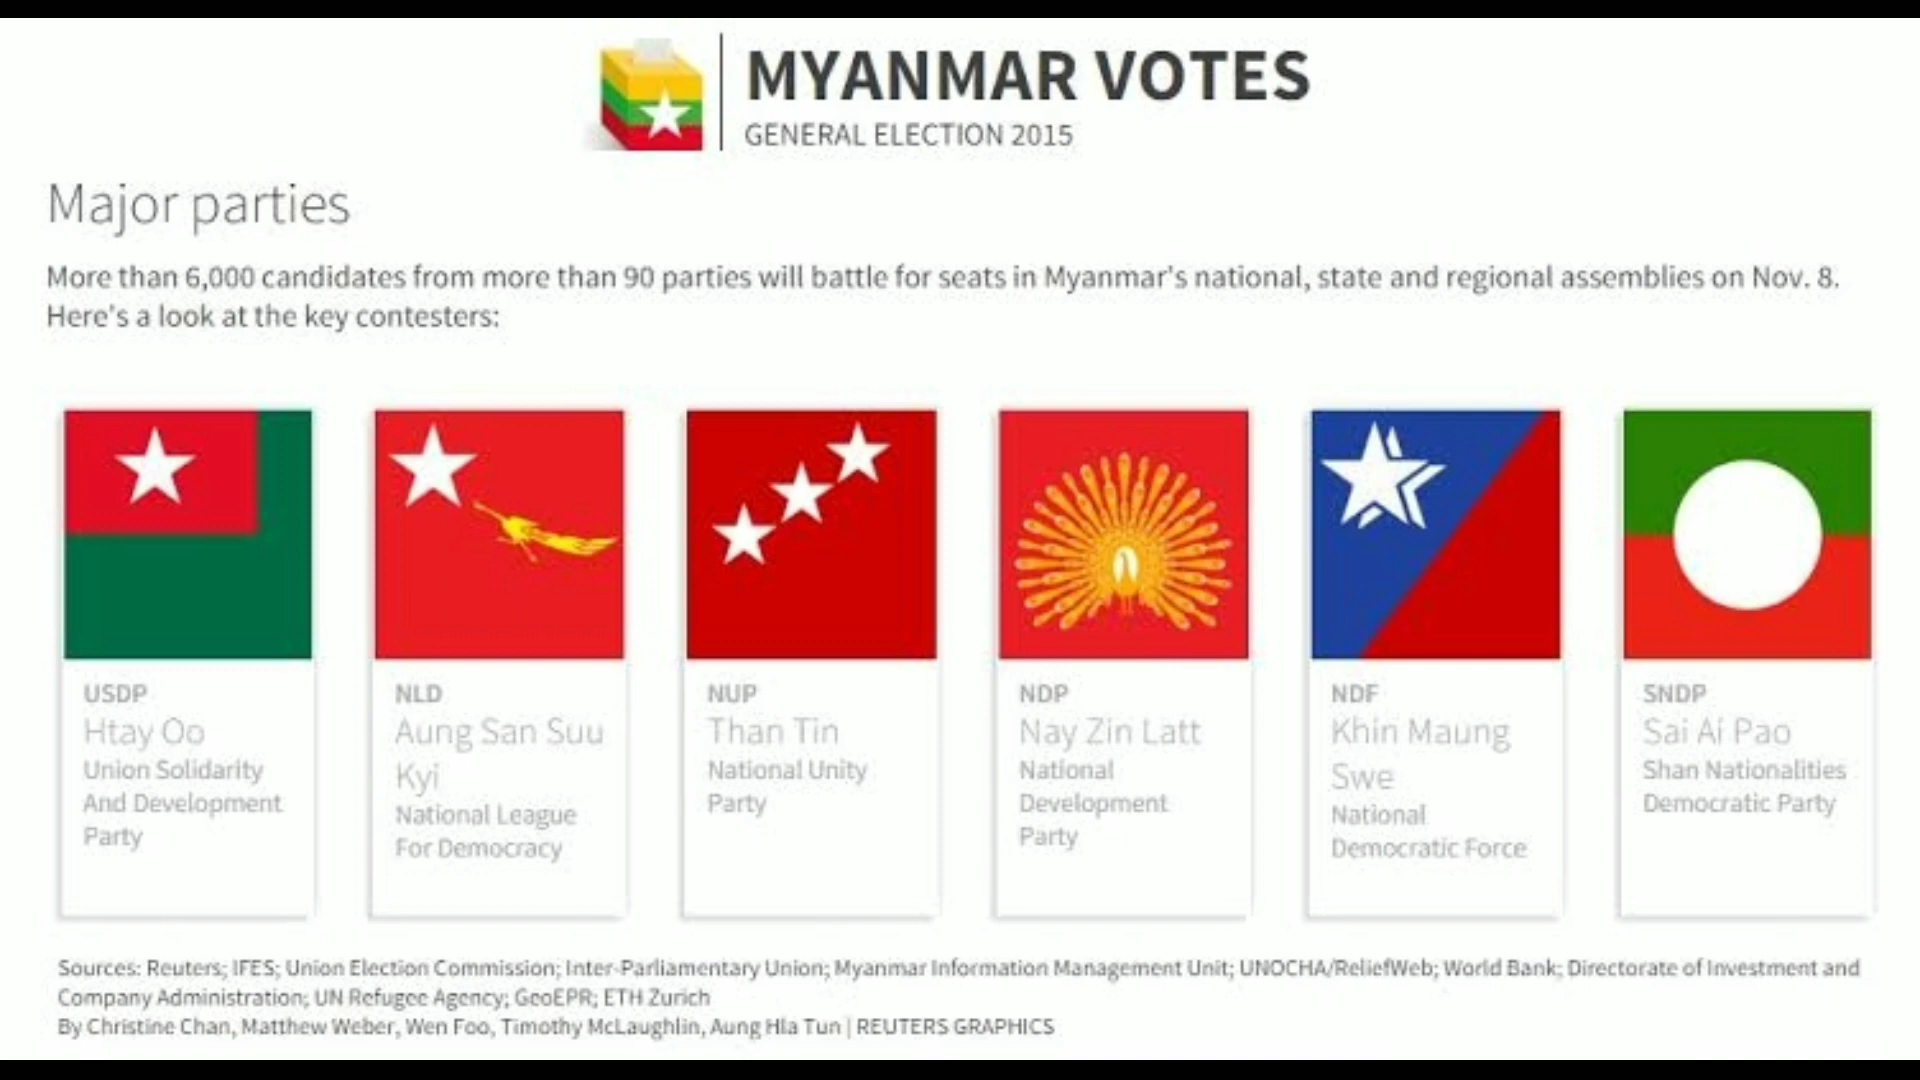 MYANMAR VOTES
GENERAL ELECTION 2015
Major parties
More than 6,000 candidates from more than 90 parties will battle for seats in Myanmar's national, state and regional assemblies on Nov. 8.
Here's a look at the key contesters:
USDP
Htay Oo
Union Solidarity
And Development
Party
NLD
Aung San Suu
Kyi
National League
For Democracy
NUP
Than Tin
National Unity
Party
NDP
Nay Zin Latt
National
Development
Party
NDF
Khin Maung
Swe
National
Democratic Force
SNDP
Sai Ai Pao
Shan Nationalities
Democratic Party
Sources: Reuters; IFES; Union Election Commission; Inter-Parliamentary Union; Myanmar Information Management Unit; UNOCHA/ReliefWeb; World Bank; Directorate of Investment and
Company Administration; UN Refugee Agency; GeoEPR; ETH Zurich
By Christine Chan, Matthew Weber, Wen Foo, Timothy McLaughlin, Aung Hla Tun | REUTERS GRAPHICS